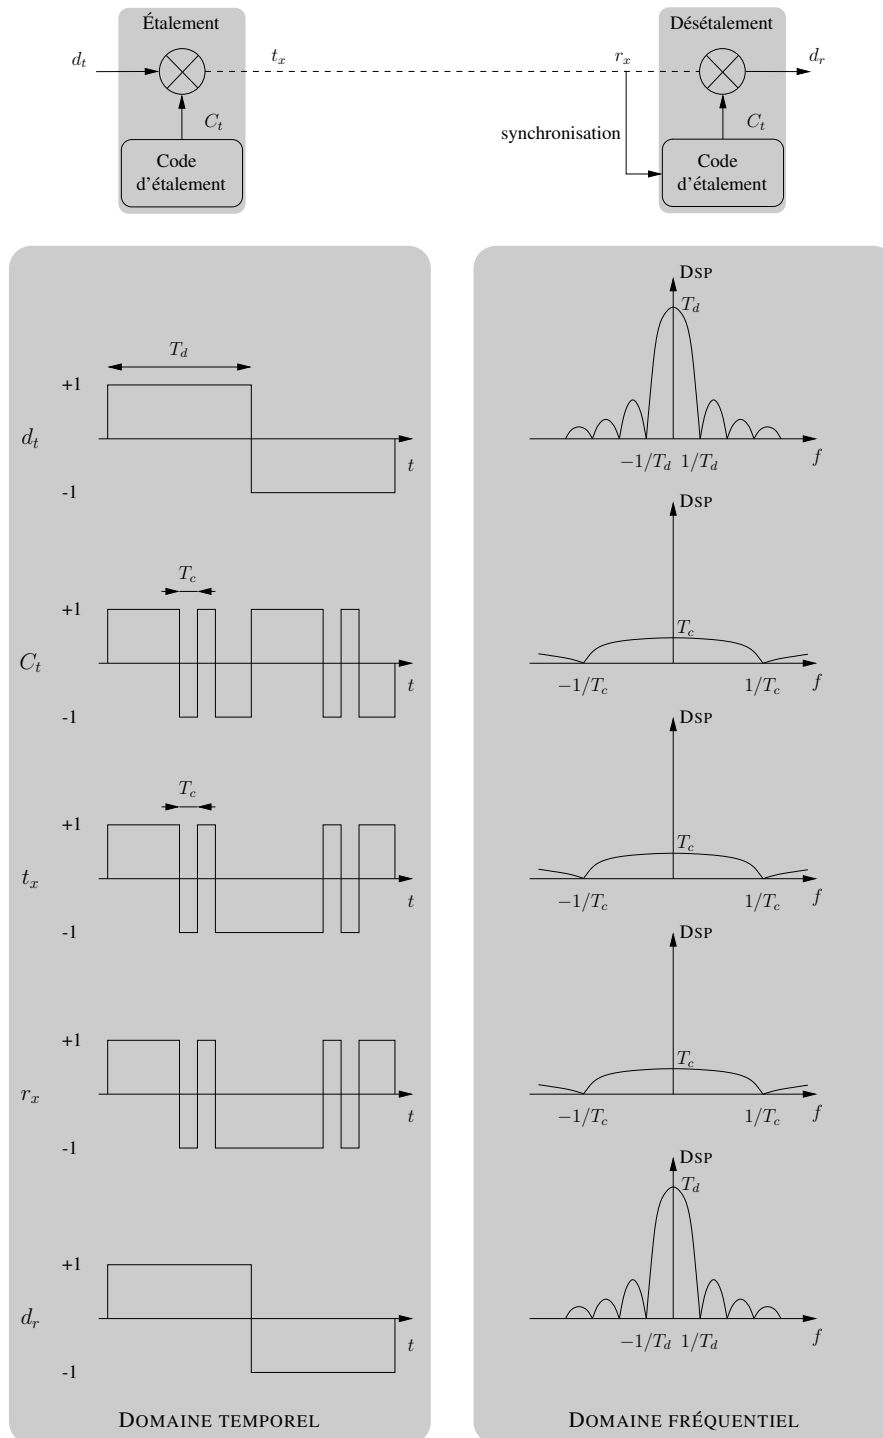 Étalement
Désétalement
d_t
t_x
r_x
d_r
C_t
synchronisation
C_t
Code
d'étalement
Code
d'étalement
DSP
T_d
T_d
+1
d_t
t
-1
−1/T_d
1/T_d
f
DSP
T_c
+1
T_c
C_t
t
-1
−1/T_c
1/T_c
f
DSP
T_c
+1
T_c
t_x
t
-1
−1/T_c
1/T_c
f
DSP
+1
T_c
r_x
t
-1
−1/T_c
1/T_c
f
DSP
T_d
+1
d_r
t
-1
−1/T_d
1/T_d
f
DOMAINE TEMPOREL
DOMAINE FRÉQUENTIEL